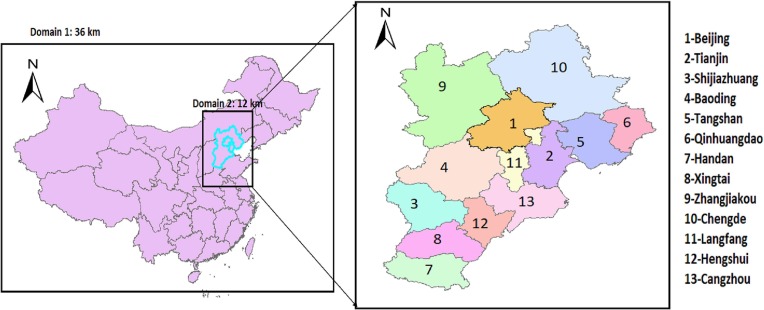 Domain 1: 36 km
N
Domain 2: 12 km
N
10
9
1
6
5
2
11
4
3
13
12
8
7
1-Beijing
2-Tianjin
3-Shijiazhuang
4-Baoding
5-Tangshan
6-Qinhuangdao
7-Handan
8-Xingtai
9-Zhangjiakou
10-Chengde
11-Langfang
12-Hengshui
13-Cangzhou